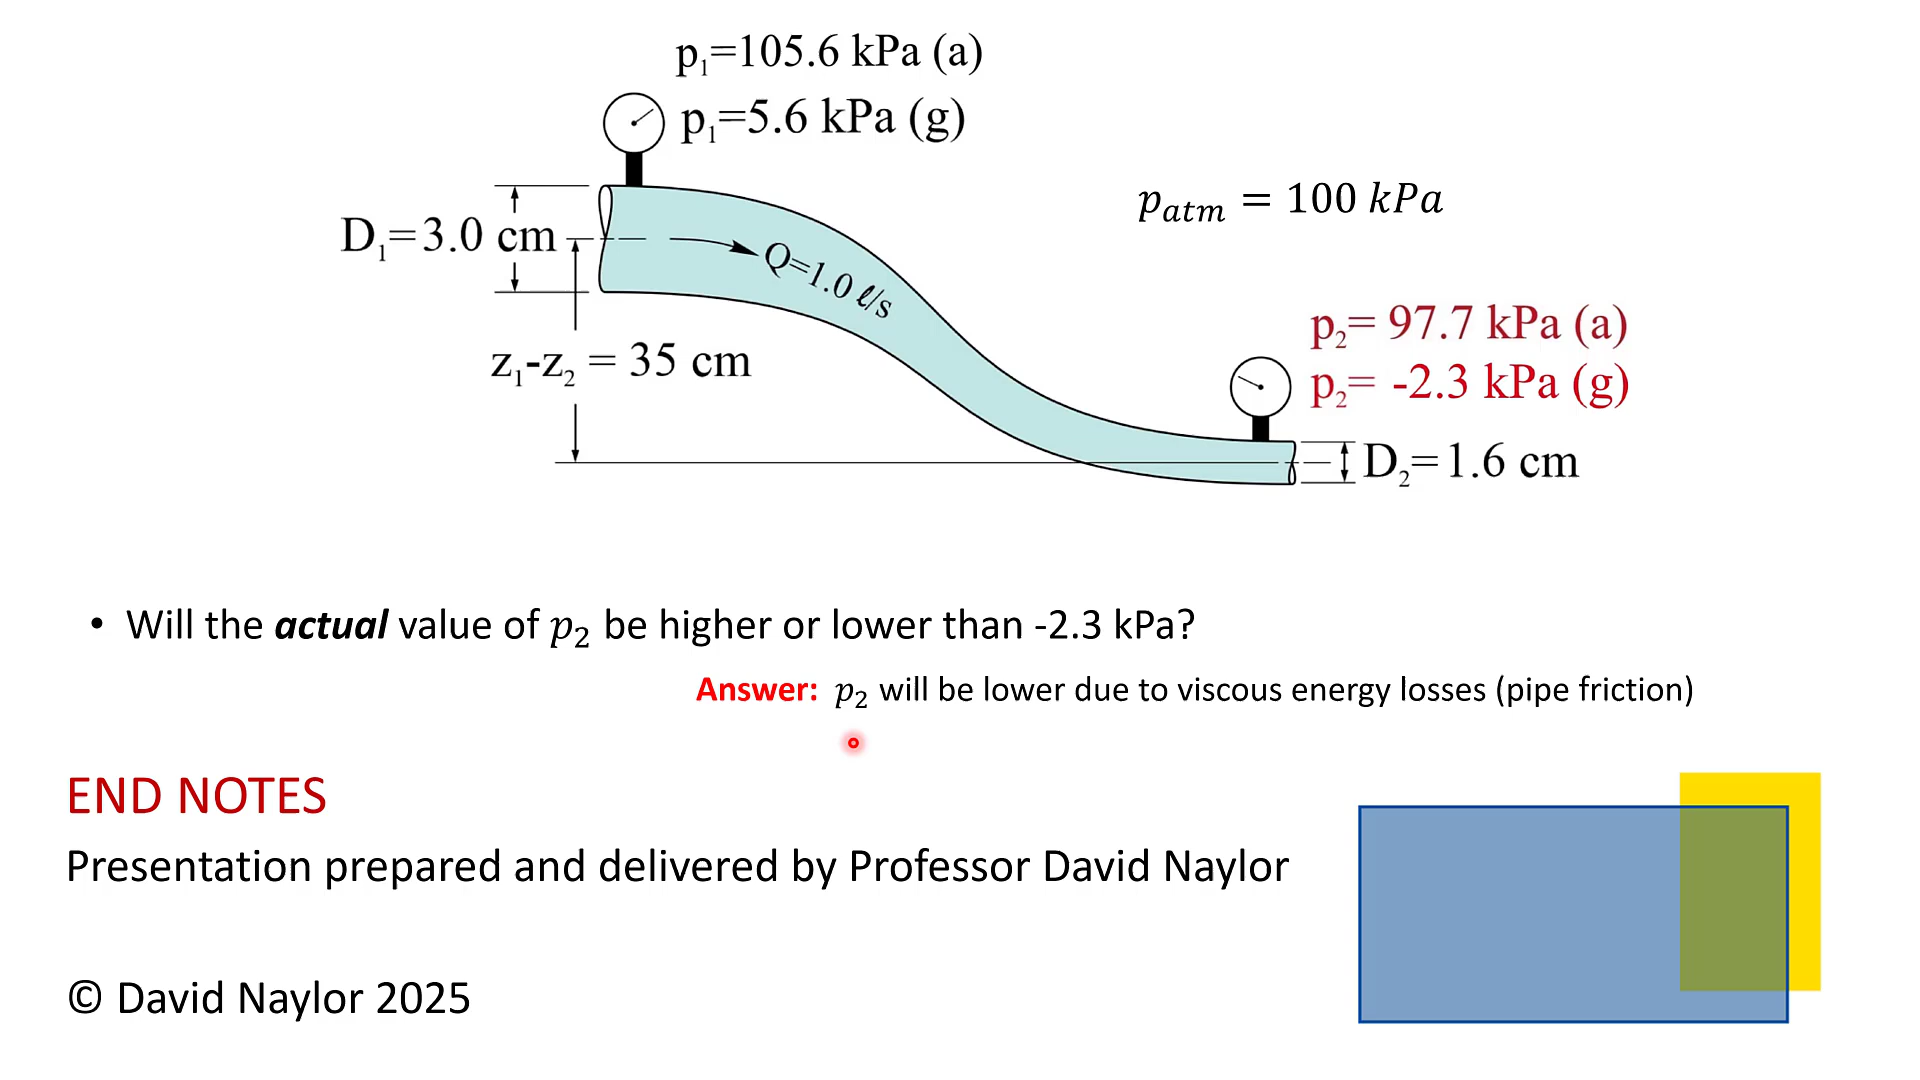 p₁=105.6 kPa (a)
p₁=5.6 kPa (g)
p_atm = 100 kPa
D₁=3.0 cm
Q=1.0 ℓ/s
z₁-z₂ = 35 cm
p₂= 97.7 kPa (a)
p₂= -2.3 kPa (g)
D₂=1.6 cm
• Will the actual value of p₂ be higher or lower than -2.3 kPa?
Answer: p₂ will be lower due to viscous energy losses (pipe friction)
END NOTES
Presentation prepared and delivered by Professor David Naylor
© David Naylor 2025